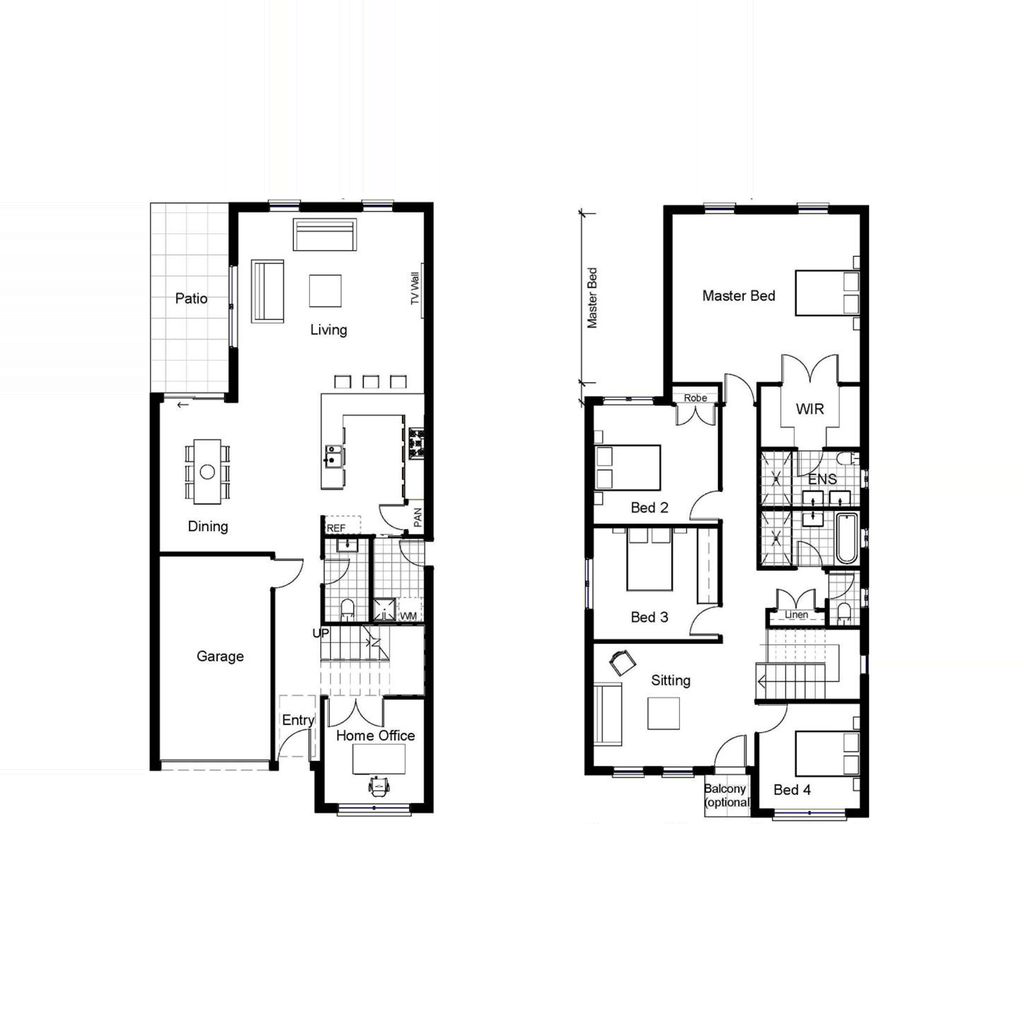 Patio
TV Wall
Living
Dining
REF
PAN
WM
UP
Garage
Entry
Home Office
Master Bed
Master Bed
Robe
WIR
Bed 2
ENS
Bed 3
Linen
Sitting
Balcony
(optional)
Bed 4